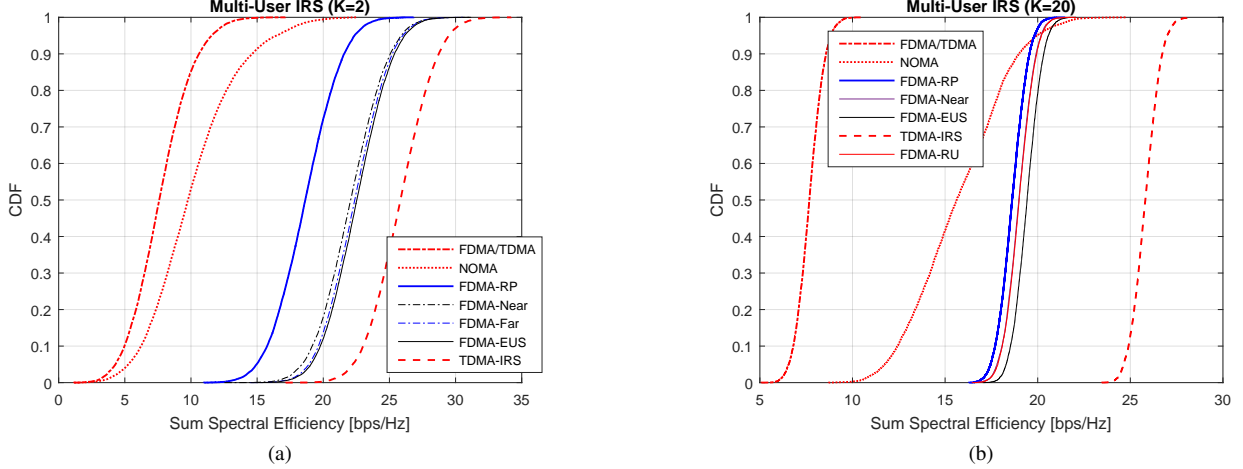 Multi-User IRS (K=2)
1
0.9
0.8
0.7
0.6
0.5
0.4
0.3
0.2
0.1
0
CDF
FDMA/TDMA
NOMA
FDMA-RP
FDMA-Near
FDMA-Far
FDMA-EUS
TDMA-IRS
0 5 10 15 20 25 30 35
Sum Spectral Efficiency [bps/Hz]
(a)
Multi-User IRS (K=20)
1
0.9
0.8
0.7
0.6
0.5
0.4
0.3
0.2
0.1
0
CDF
FDMA/TDMA
NOMA
FDMA-RP
FDMA-Near
FDMA-EUS
TDMA-IRS
FDMA-RU
5 10 15 20 25 30
Sum Spectral Efficiency [bps/Hz]
(b)